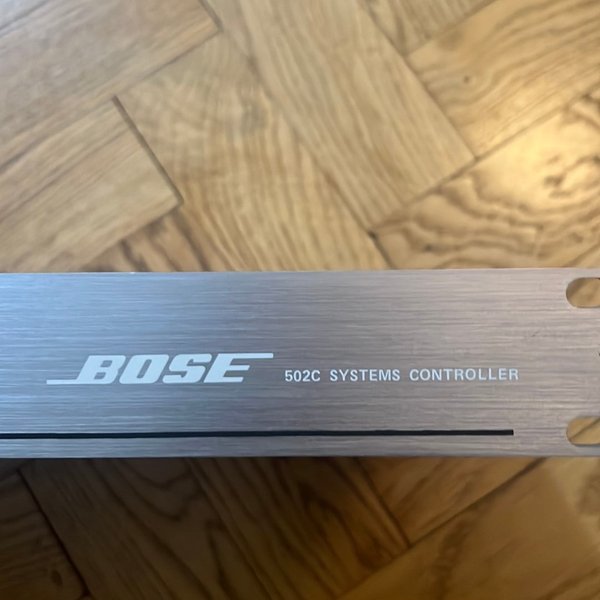 BOSE 502C SYSTEMS CONTROLLER